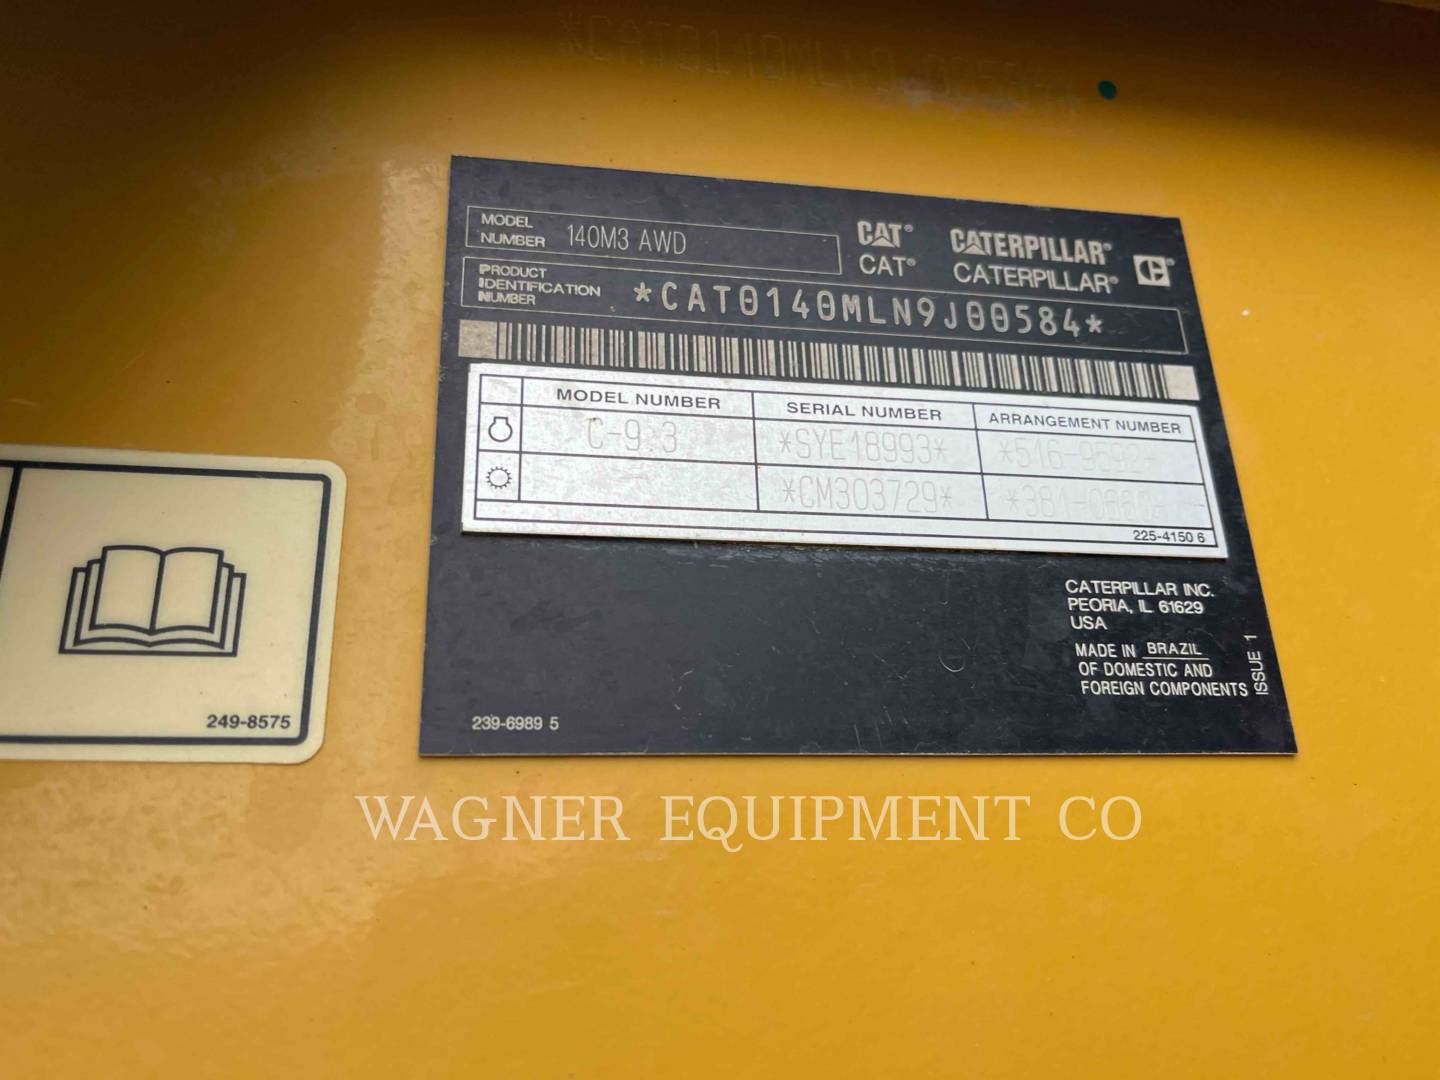 MODEL NUMBER 140M3 AWD
CAT® CATERPILLAR®
CAT® CATERPILLAR®
PRODUCT IDENTIFICATION NUMBER *CAT0140MLN9J00584*
MODEL NUMBER SERIAL NUMBER ARRANGEMENT NUMBER
C-9.3 *SYE18993* *516-9592*
*CM303729*
225-4150 6
CATERPILLAR INC.
PEORIA, IL 61629
USA
MADE IN BRAZIL
OF DOMESTIC AND
FOREIGN COMPONENTS
ISSUE 1
239-6989 5
249-8575
WAGNER EQUIPMENT CO